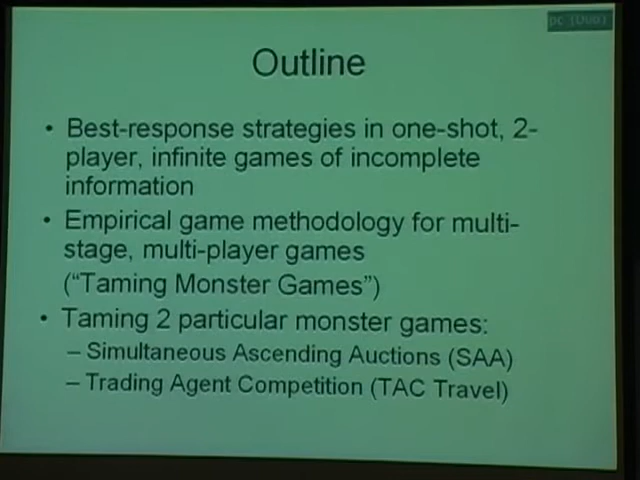 pc (Duo)
Outline
• Best-response strategies in one-shot, 2-
player, infinite games of incomplete
information
• Empirical game methodology for multi-
stage, multi-player games
(“Taming Monster Games”)
• Taming 2 particular monster games:
– Simultaneous Ascending Auctions (SAA)
– Trading Agent Competition (TAC Travel)